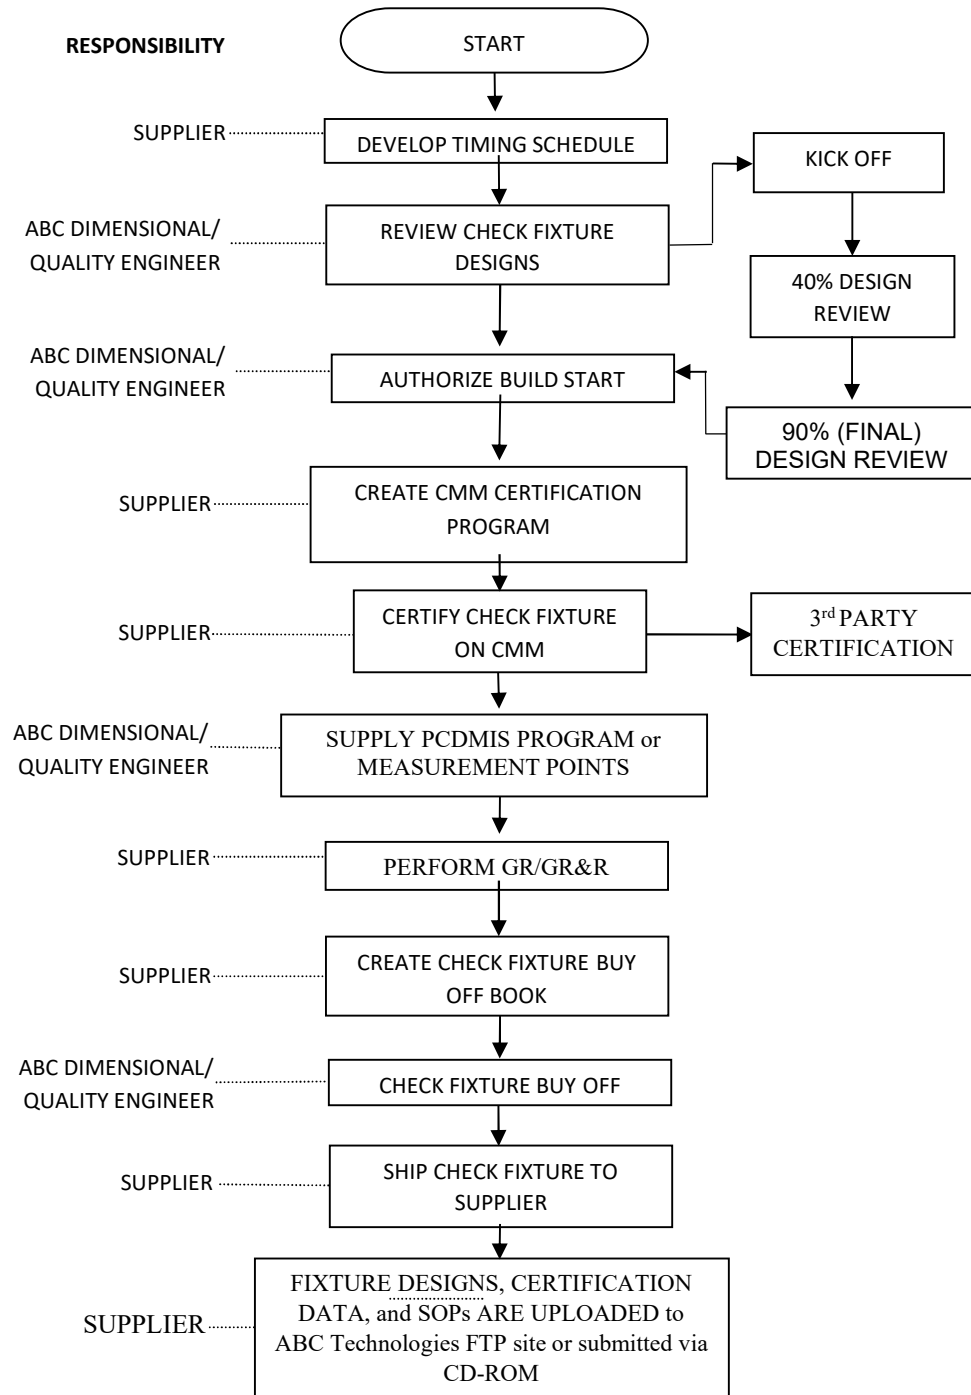 RESPONSIBILITY
START
SUPPLIER
DEVELOP TIMING SCHEDULE
KICK OFF
ABC DIMENSIONAL/
QUALITY ENGINEER
REVIEW CHECK FIXTURE
DESIGNS
40% DESIGN
REVIEW
ABC DIMENSIONAL/
QUALITY ENGINEER
AUTHORIZE BUILD START
90% (FINAL)
DESIGN REVIEW
SUPPLIER
CREATE CMM CERTIFICATION
PROGRAM
SUPPLIER
CERTIFY CHECK FIXTURE
ON CMM
3rd PARTY
CERTIFICATION
ABC DIMENSIONAL/
QUALITY ENGINEER
SUPPLY PCDMIS PROGRAM or
MEASUREMENT POINTS
SUPPLIER
PERFORM GR/GR&R
SUPPLIER
CREATE CHECK FIXTURE BUY
OFF BOOK
ABC DIMENSIONAL/
QUALITY ENGINEER
CHECK FIXTURE BUY OFF
SUPPLIER
SHIP CHECK FIXTURE TO
SUPPLIER
SUPPLIER
FIXTURE DESIGNS, CERTIFICATION
DATA, and SOPs ARE UPLOADED to
ABC Technologies FTP site or submitted via
CD-ROM